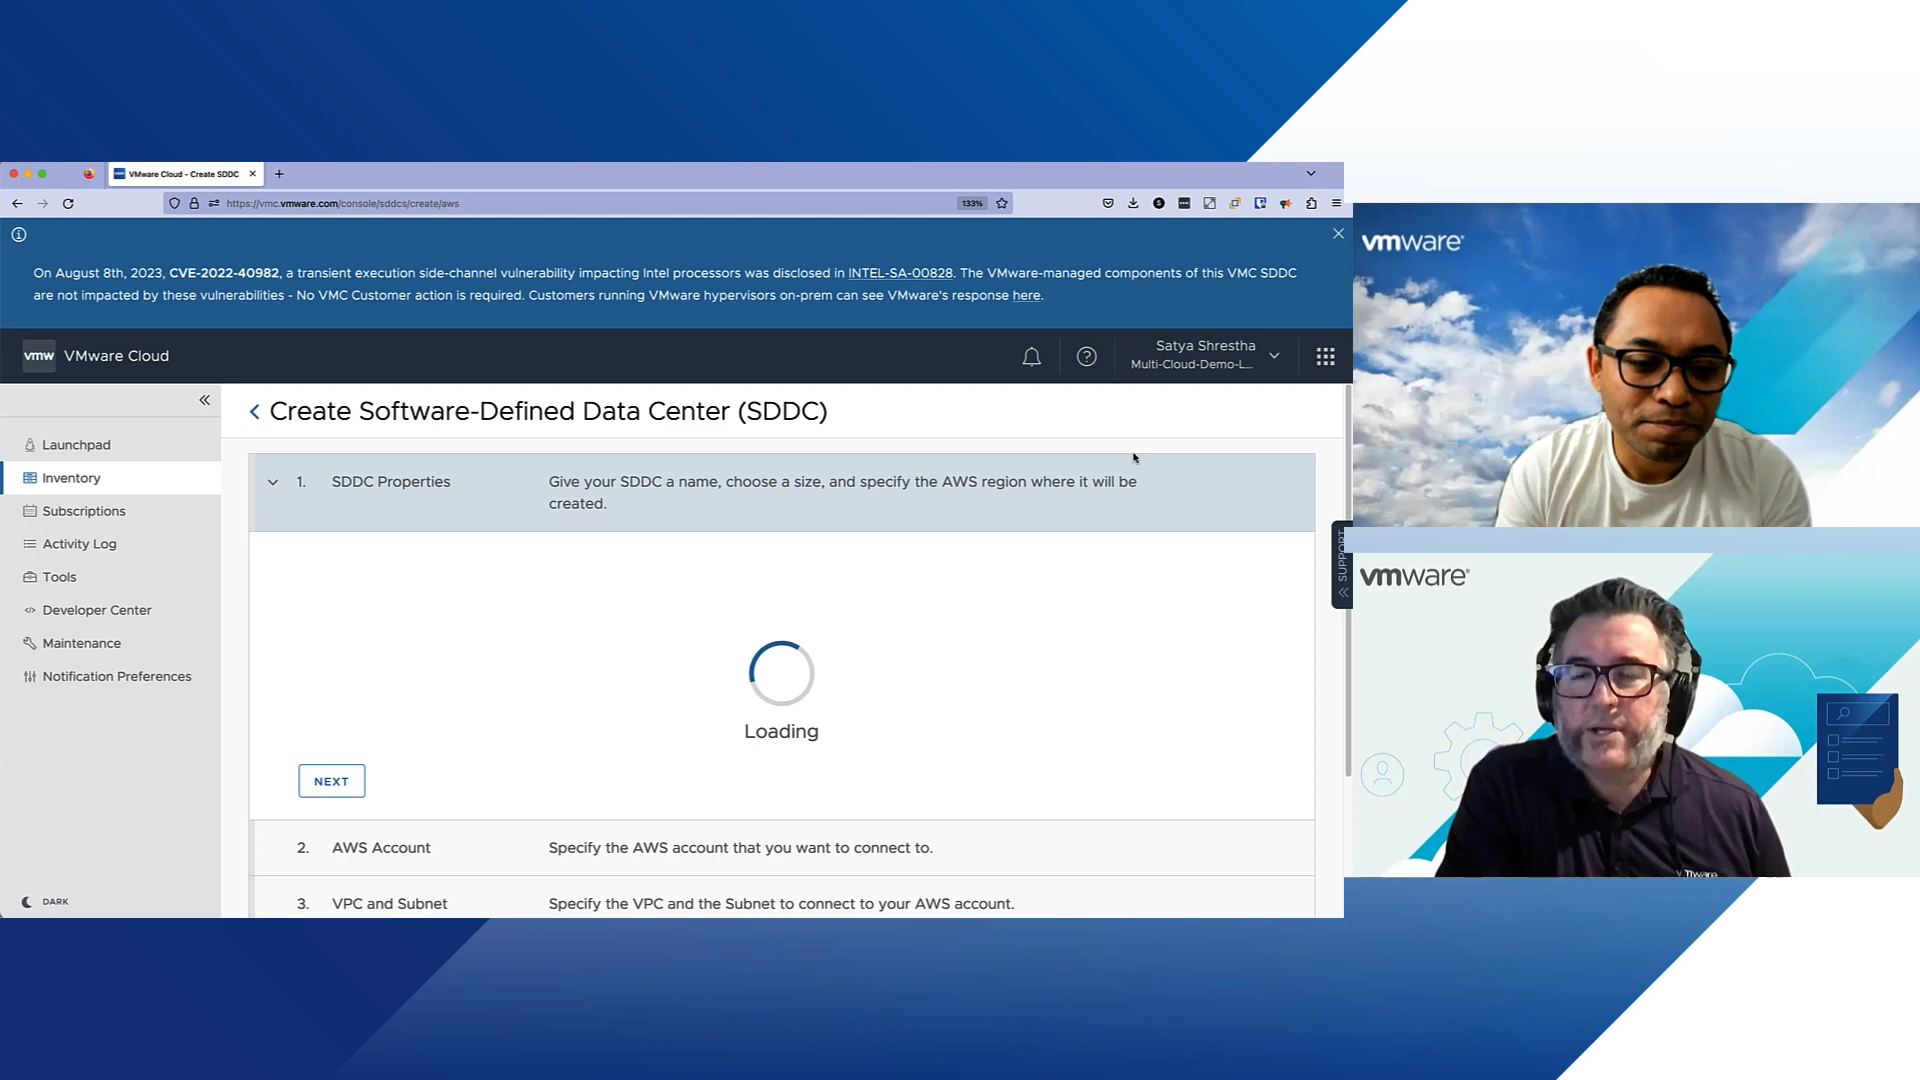 VMware Cloud - Create SDDC
https://vmc.vmware.com/console/sddcs/create/aws
133%
On August 8th, 2023, CVE-2022-40982, a transient execution side-channel vulnerability impacting Intel processors was disclosed in INTEL-SA-00828. The VMware-managed components of this VMC SDDC
are not impacted by these vulnerabilities - No VMC Customer action is required. Customers running VMware hypervisors on-prem can see VMware's response here.
vmw VMware Cloud
Satya Shrestha
Multi-Cloud-Demo-L...
Launchpad
Inventory
Subscriptions
Activity Log
Tools
Developer Center
Maintenance
Notification Preferences
DARK
Create Software-Defined Data Center (SDDC)
1. SDDC Properties Give your SDDC a name, choose a size, and specify the AWS region where it will be
created.
Loading
NEXT
2. AWS Account Specify the AWS account that you want to connect to.
3. VPC and Subnet Specify the VPC and the Subnet to connect to your AWS account.
SUPPORT
vmware
vmware